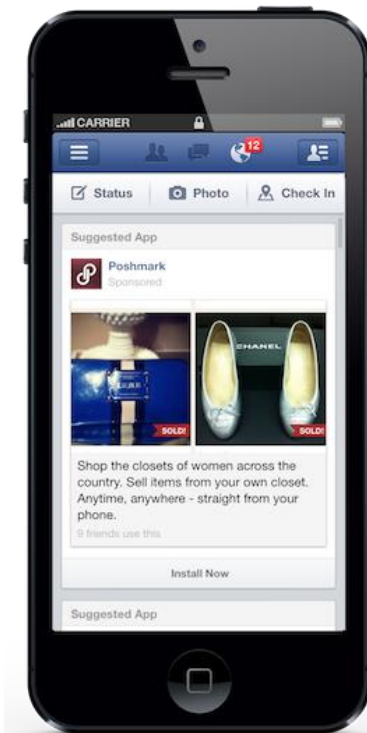 CARRIER
12
Status Photo Check In
Suggested App
Poshmark
Sponsored
CHANEL
SOLD! SOLD!
Shop the closets of women across the
country. Sell items from your own closet.
Anytime, anywhere - straight from your
phone.
9 friends use this
Install Now
Suggested App